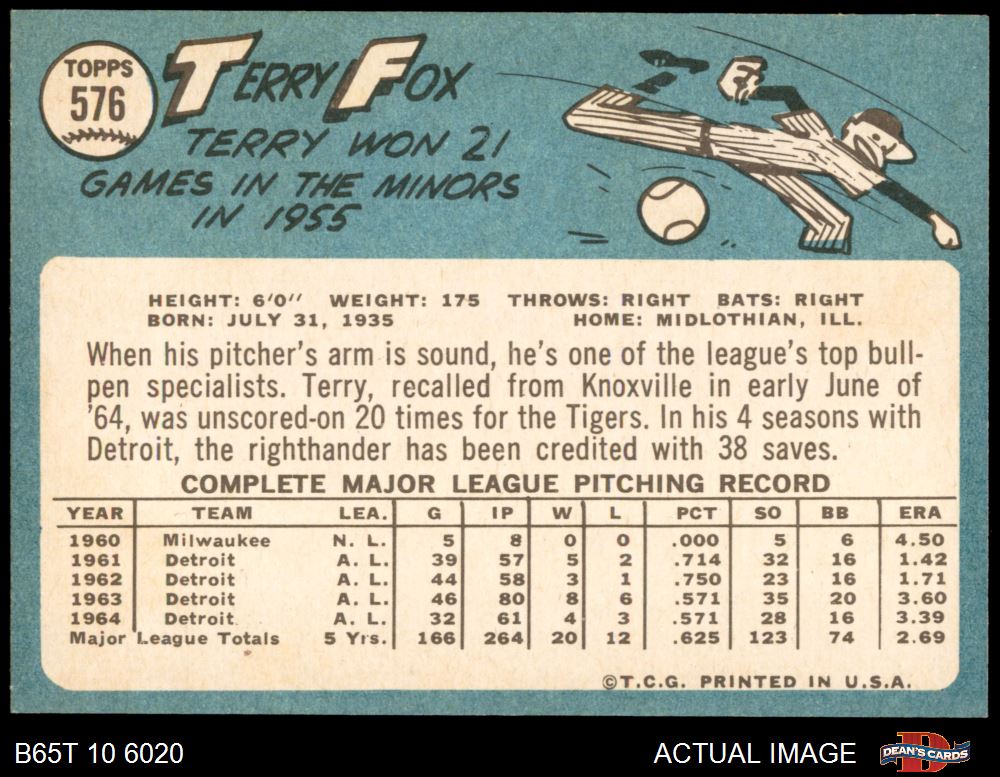 TOPPS
576
TERRY FOX
TERRY WON 21
GAMES IN THE MINORS
IN 1955
HEIGHT: 6'0" WEIGHT: 175 THROWS: RIGHT BATS: RIGHT
BORN: JULY 31, 1935 HOME: MIDLOTHIAN, ILL.
When his pitcher's arm is sound, he's one of the league's top bull-
pen specialists. Terry, recalled from Knoxville in early June of
'64, was unscored-on 20 times for the Tigers. In his 4 seasons with
Detroit, the righthander has been credited with 38 saves.
COMPLETE MAJOR LEAGUE PITCHING RECORD
YEAR TEAM LEA. G IP W L PCT SO BB ERA
1960 Milwaukee N. L. 5 8 0 0 .000 5 6 4.50
1961 Detroit A. L. 39 57 5 2 .714 32 16 1.42
1962 Detroit A. L. 44 58 3 1 .750 23 16 1.71
1963 Detroit A. L. 46 80 8 6 .571 35 20 3.60
1964 Detroit A. L. 32 61 4 3 .571 28 16 3.39
Major League Totals 5 Yrs. 166 264 20 12 .625 123 74 2.69
©T.C.G. PRINTED IN U.S.A.
B65T 10 6020 ACTUAL IMAGE D DEAN'S CARDS